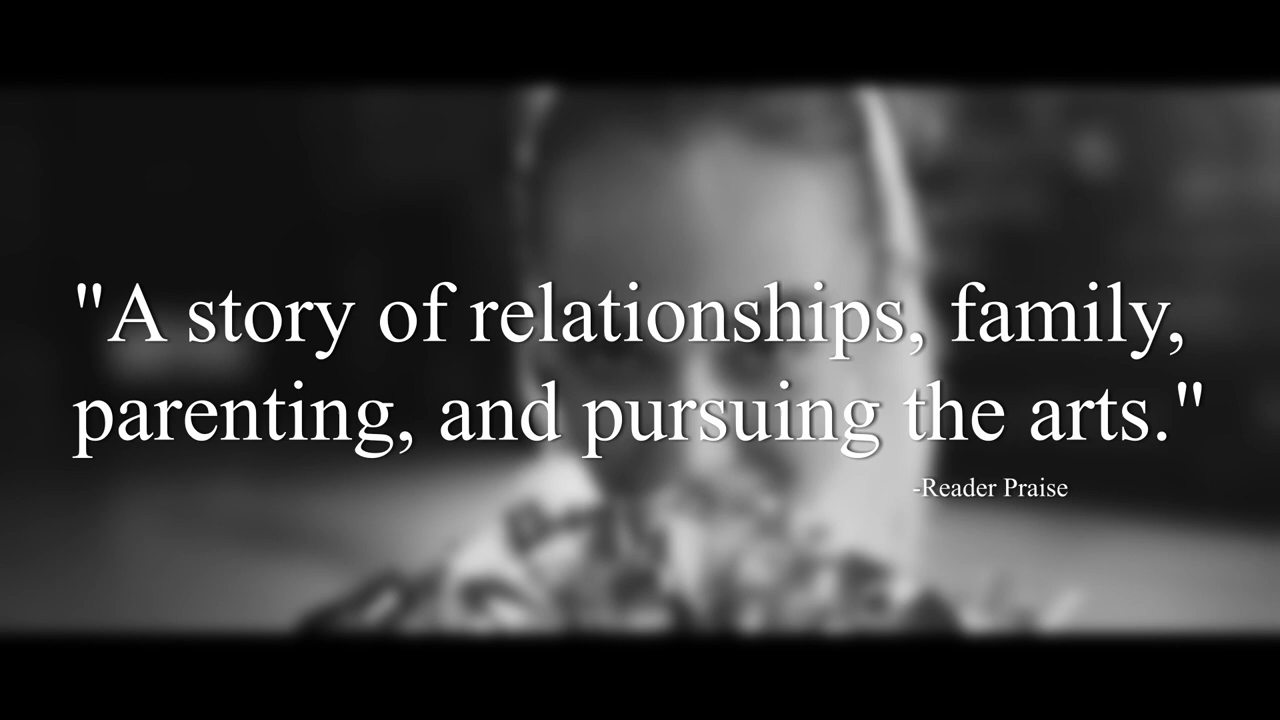 "A story of relationships, family,
parenting, and pursuing the arts."
-Reader Praise